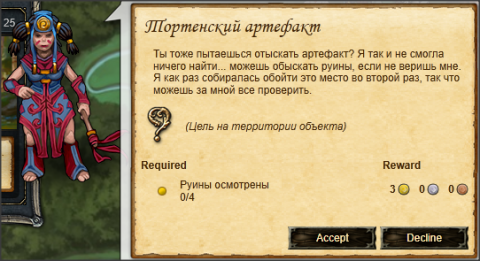 25
Тортенский артефакт
Ты тоже пытаешься отыскать артефакт? Я так и не смогла
ничего найти... можешь обыскать руины, если не веришь мне.
Я как раз собиралась обойти это место во второй раз, так что
можешь за мной все проверить.
(Цель на территории объекта)
Required
Reward
Руины осмотрены
0/4
3 0 0
Accept
Decline